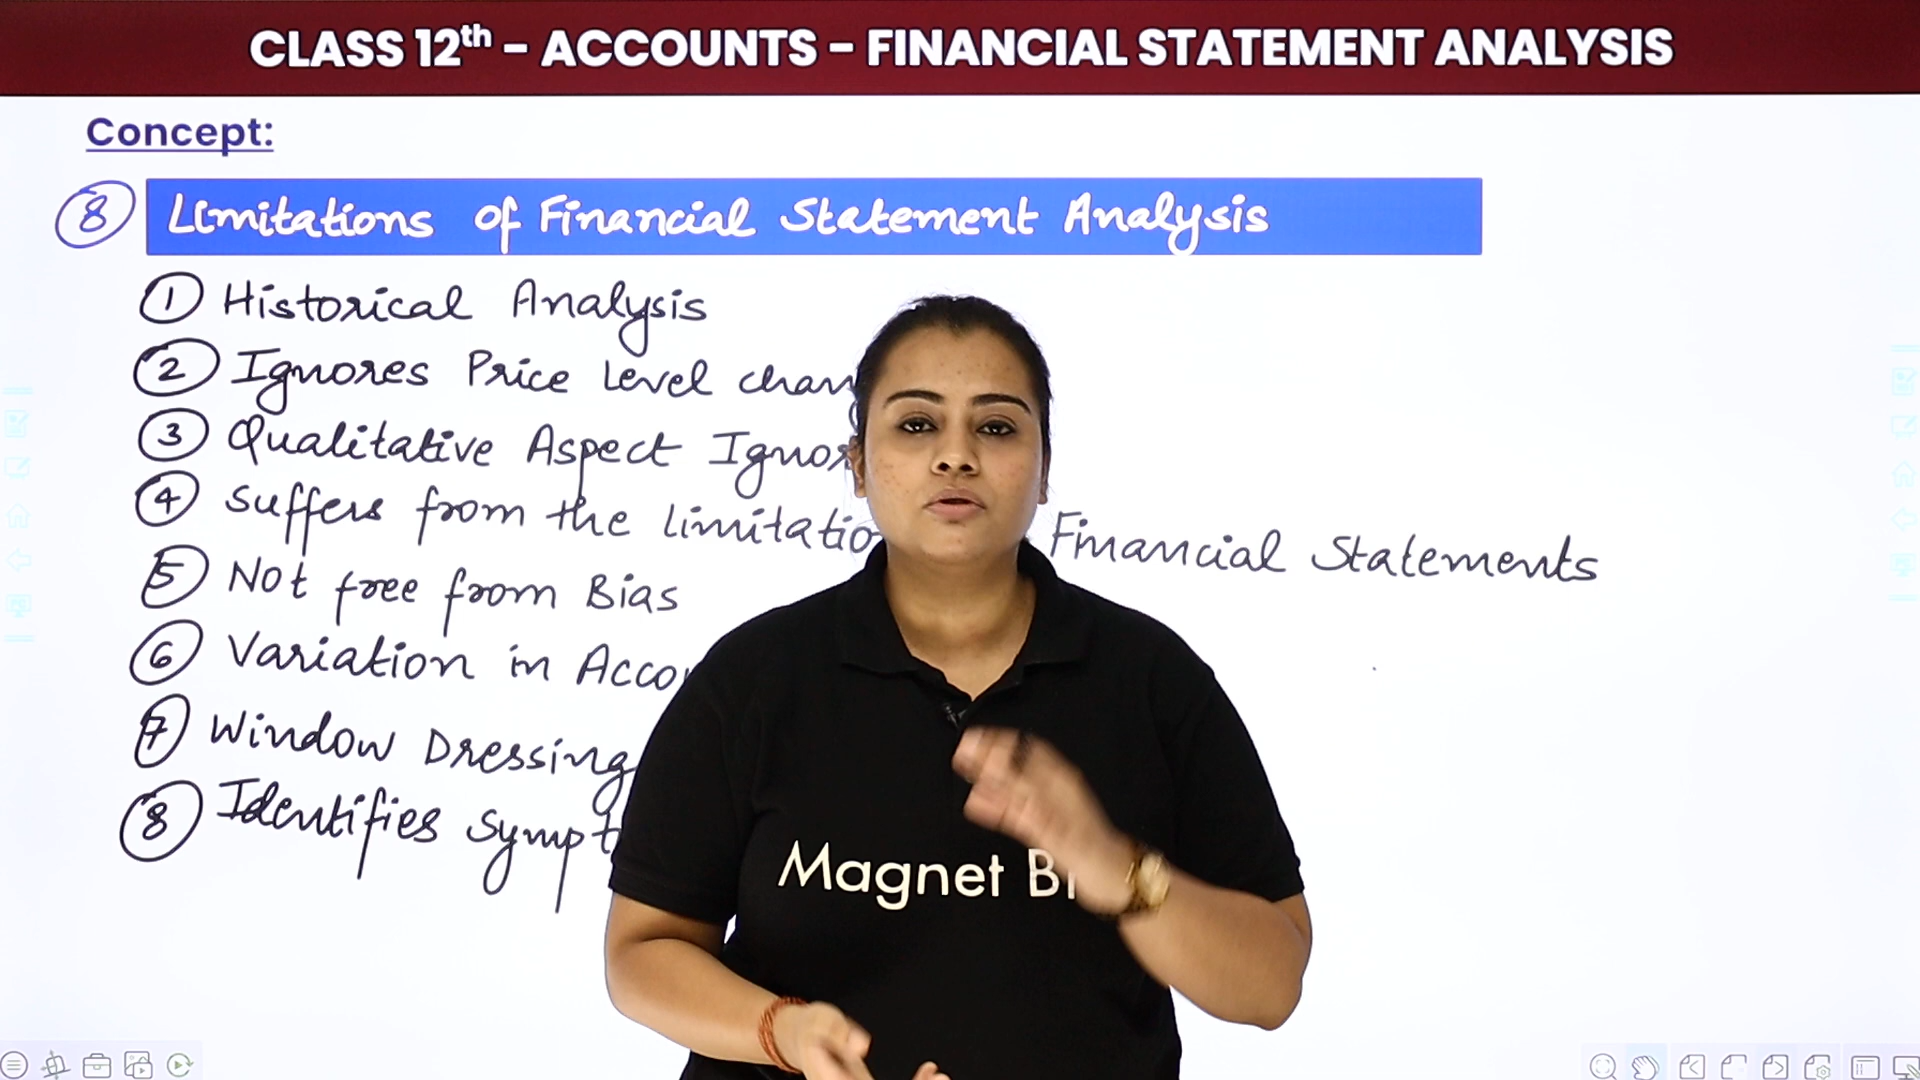 CLASS 12th – ACCOUNTS – FINANCIAL STATEMENT ANALYSIS
Concept:
8 Limitations of Financial Statement Analysis
1 Historical Analysis
2 Ignores Price Level
3 Qualitative Aspect
4 Suffers from the Financial Statements
5 Not free from Bias
6 Variation in
7 Window Dressing
8 Identifies
Magnet